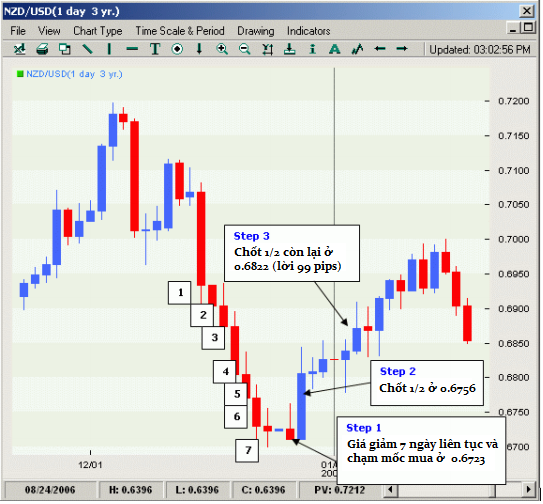 NZD/USD(1 day 3 yr.)
File View Chart Type Time Scale & Period Drawing Indicators
T i A Updated: 03:02:56 PM
NZD/USD(1 day 3 yr.)
0.7200
0.7150
0.7100
0.7050
0.7000
0.6950
0.6900
0.6850
0.6800
0.6750
0.6700
Step 3
Chốt 1/2 còn lại ở
0.6822 (lời 99 pips)
1
2
3
4
5
6
7
Step 2
Chốt 1/2 ở 0.6756
Step 1
Giá giảm 7 ngày liên tục và
chạm mốc mua ở 0.6723
12/01
08/24/2006 H: 0.6396 L: 0.6396 C: 0.6396 PV: 0.7212